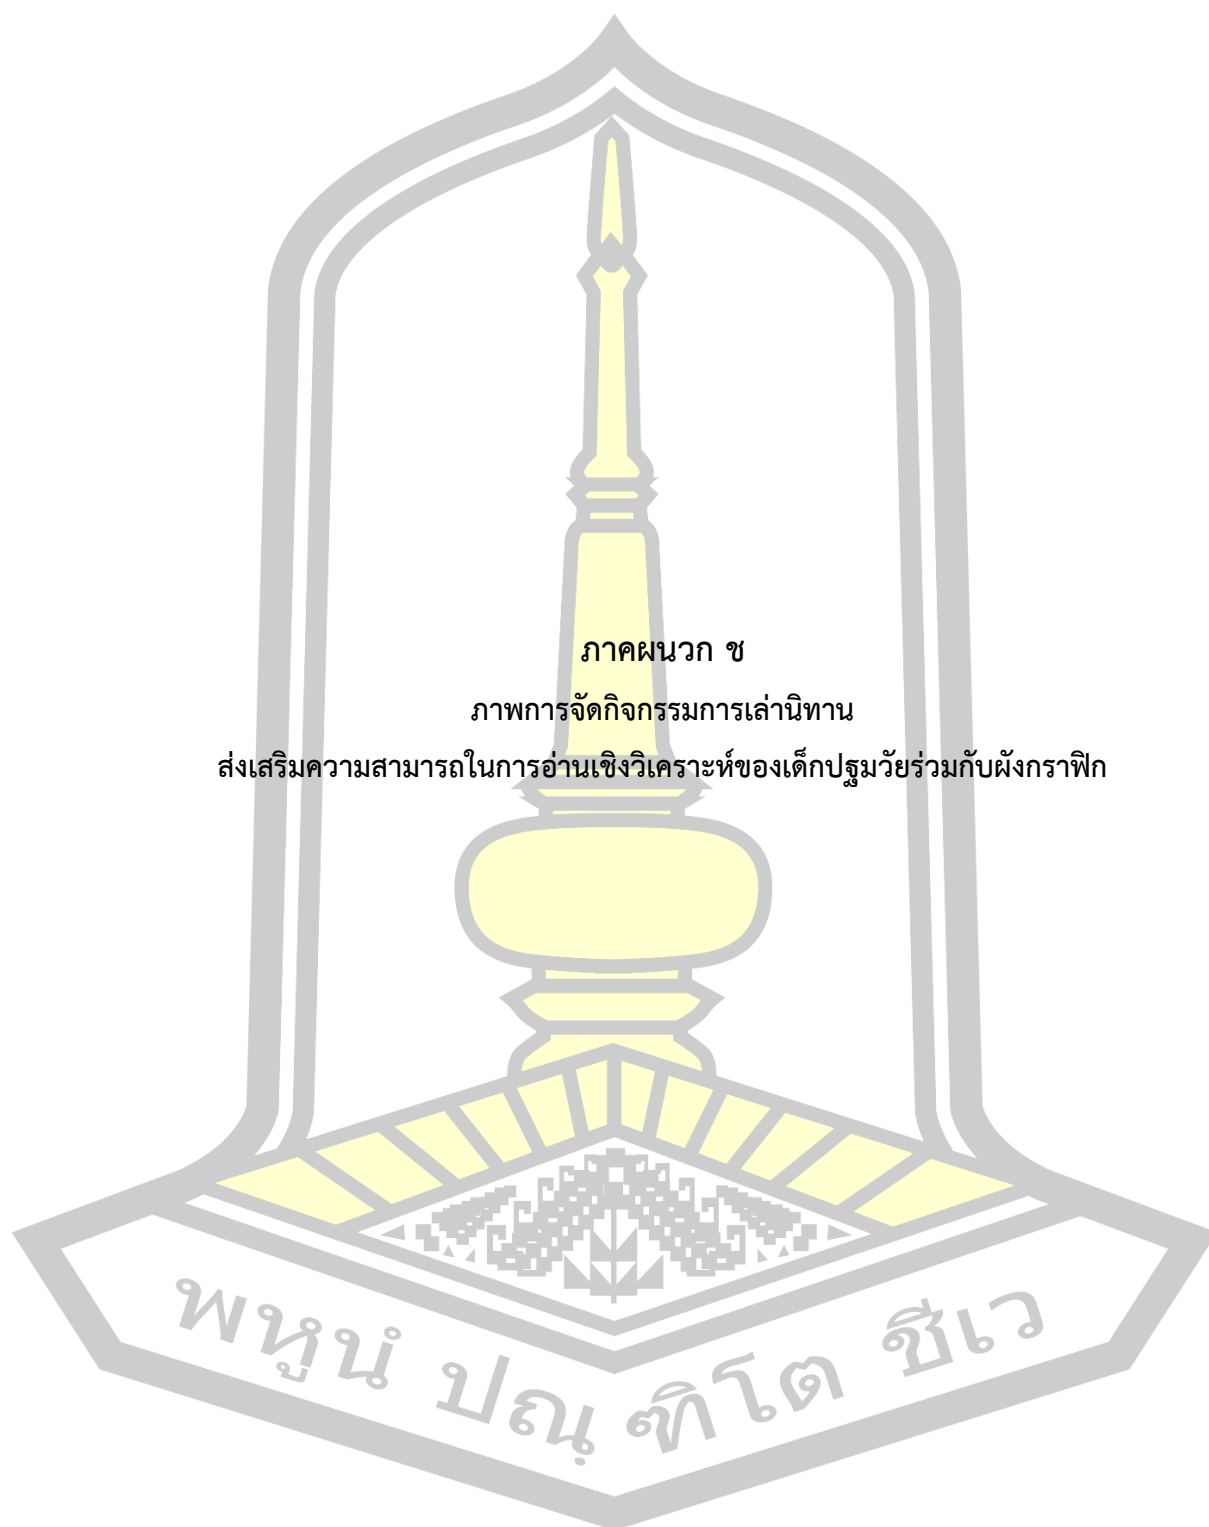 ภาคผนวก ช
ภาพการจัดกิจกรรมการเล่านิทาน
ส่งเสริมความสามารถในการอ่านเชิงวิเคราะห์ของเด็กปฐมวัยร่วมกับผังกราฟิก
พหูนํ ปณฺ ฑิโต ชีเว